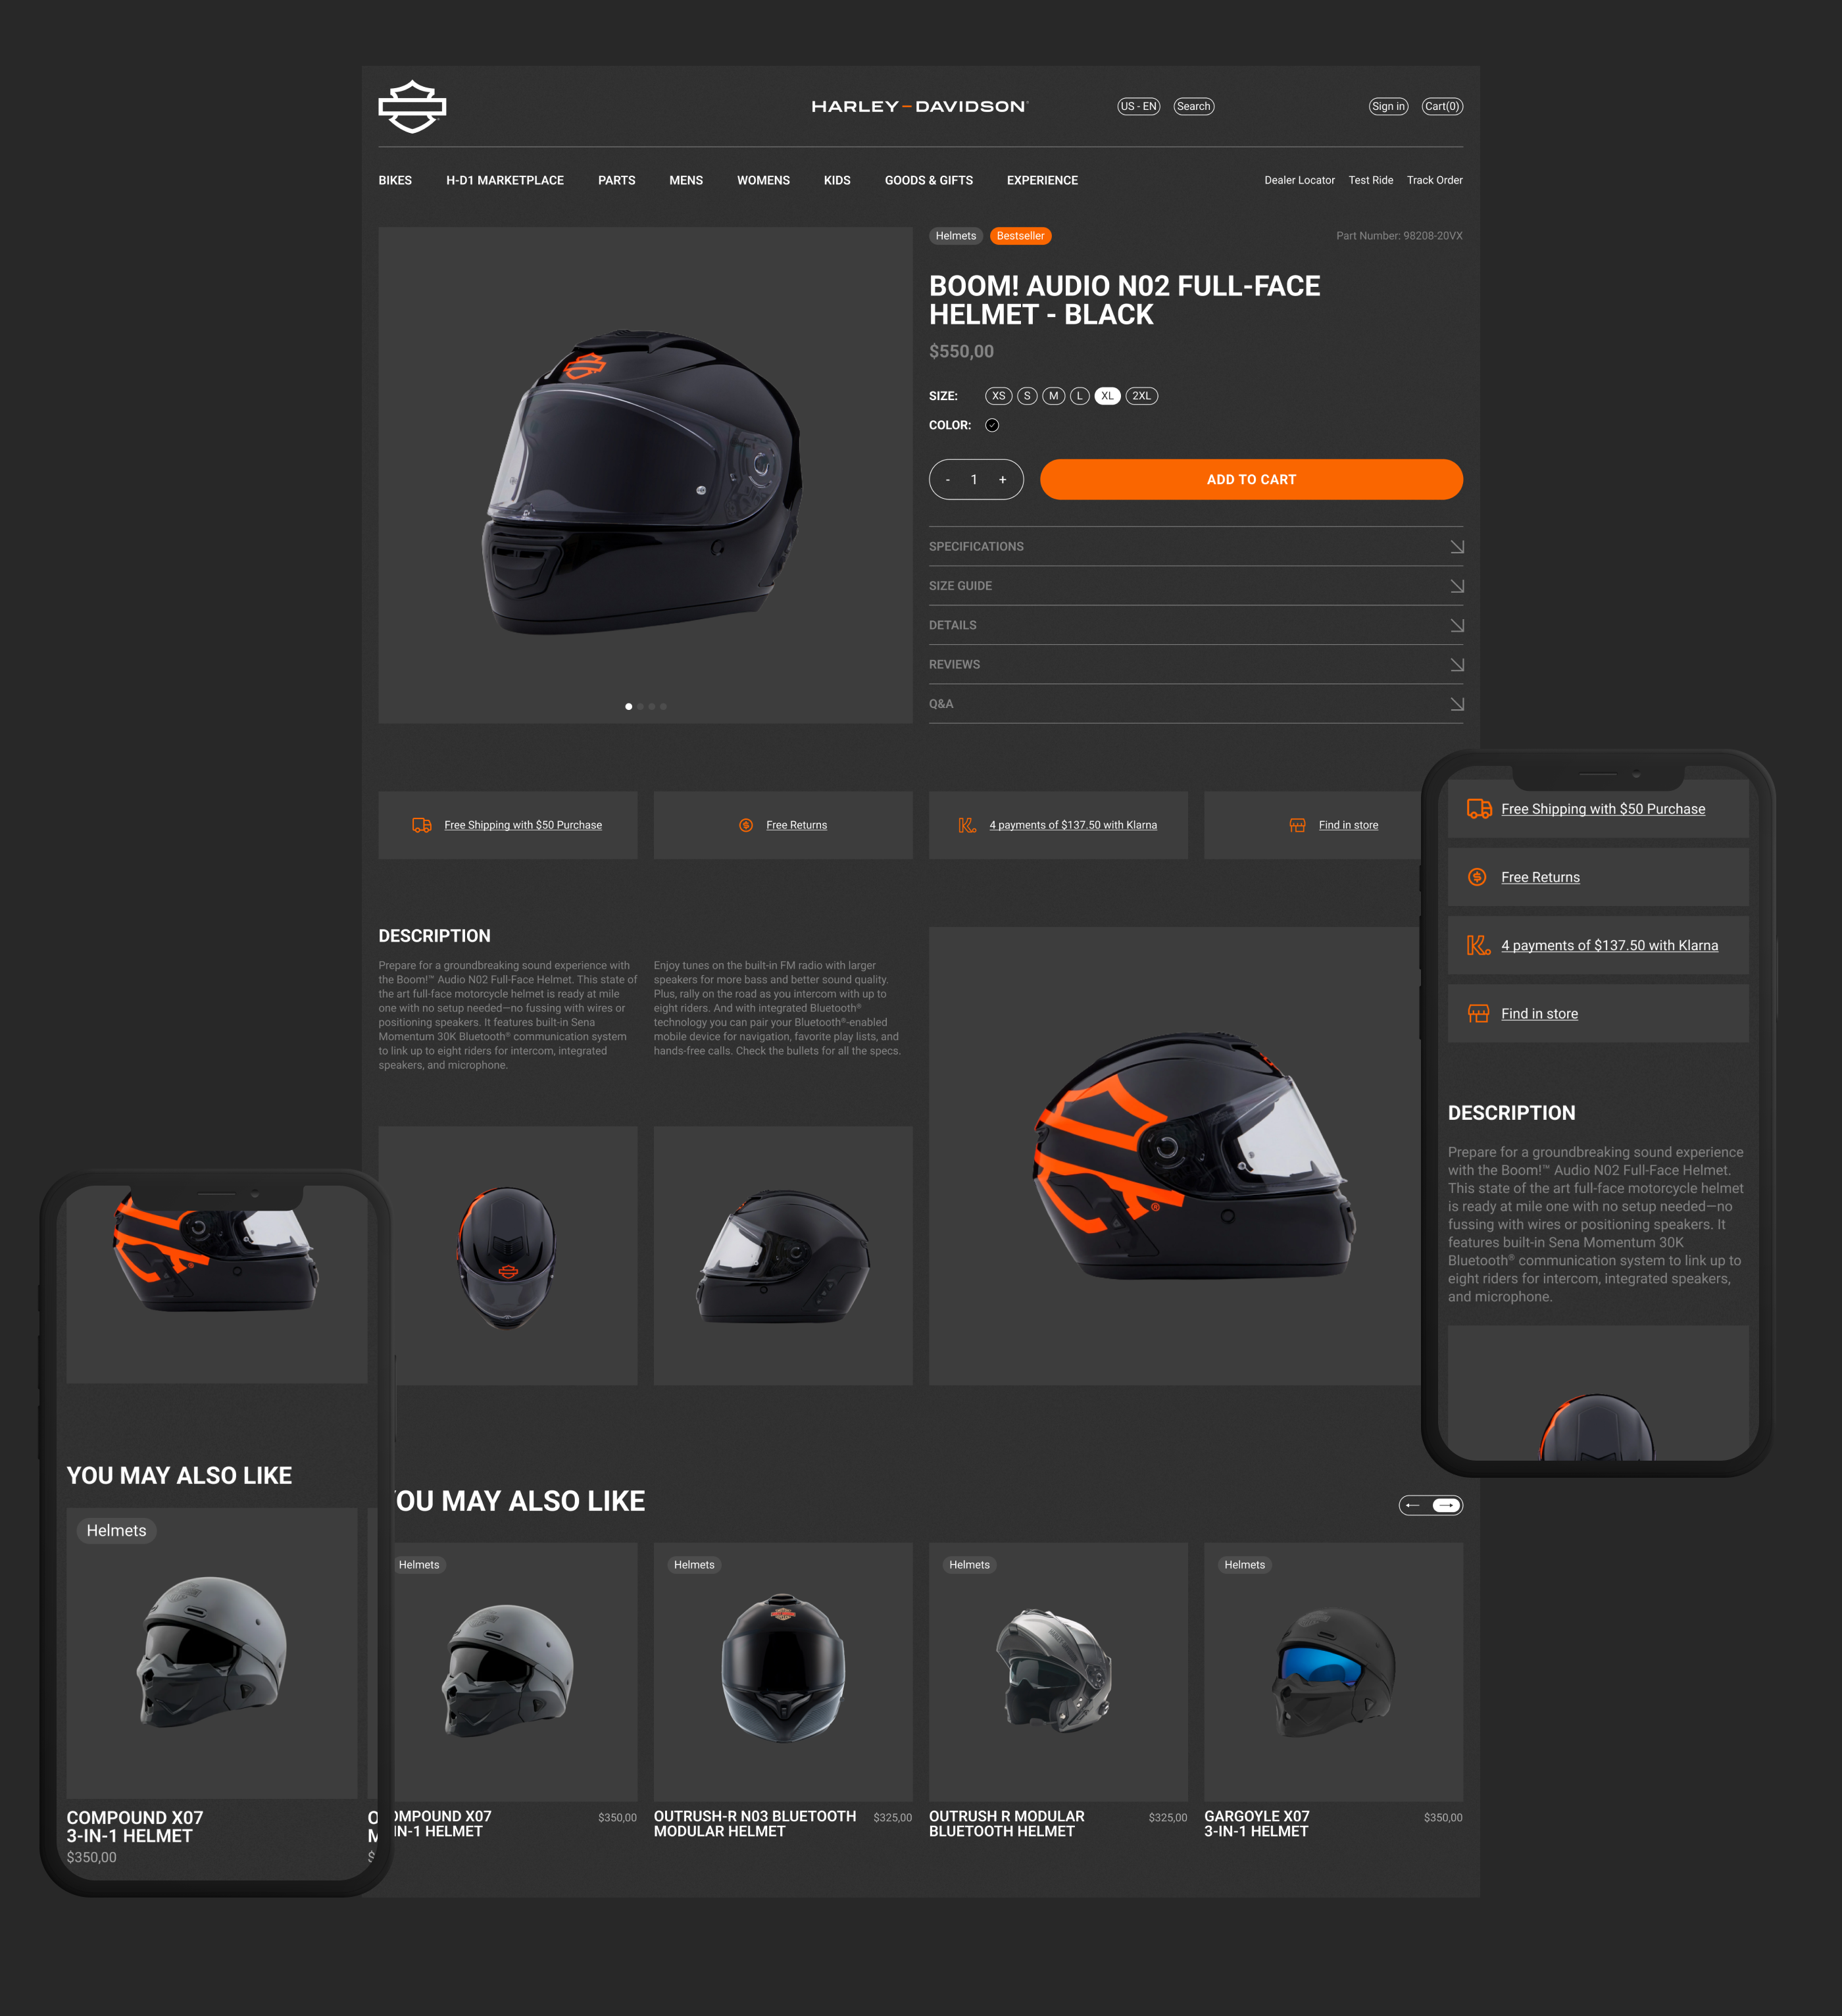 HARLEY-DAVIDSON
US - EN
Search
Sign in
Cart(0)
BIKES
H-D1 MARKETPLACE
PARTS
MENS
WOMENS
KIDS
GOODS & GIFTS
EXPERIENCE
Dealer Locator
Test Ride
Track Order
Helmets
Bestseller
Part Number: 98208-20VX
BOOM! AUDIO N02 FULL-FACE
HELMET - BLACK
$550,00
SIZE:
XS
S
M
L
XL
2XL
COLOR:
- 1 +
ADD TO CART
SPECIFICATIONS
SIZE GUIDE
DETAILS
REVIEWS
Q&A
Free Shipping with $50 Purchase
Free Returns
4 payments of $137.50 with Klarna
Find in store
DESCRIPTION
Prepare for a groundbreaking sound experience with
the Boom!™ Audio N02 Full-Face Helmet. This state of
the art full-face motorcycle helmet is ready at mile
one with no setup needed—no fussing with wires or
positioning speakers. It features built-in Sena
Momentum 30K Bluetooth® communication system
to link up to eight riders for intercom, integrated
speakers, and microphone.
Enjoy tunes on the built-in FM radio with larger
speakers for more bass and better sound quality.
Plus, rally on the road as you intercom with up to
eight riders. And with integrated Bluetooth®
technology you can pair your Bluetooth®-enabled
mobile device for navigation, favorite play lists, and
hands-free calls. Check the bullets for all the specs.
OU MAY ALSO LIKE
Helmets
OMPOUND X07
IN-1 HELMET
$350,00
Helmets
OUTRUSH-R N03 BLUETOOTH
MODULAR HELMET
$325,00
Helmets
OUTRUSH R MODULAR
BLUETOOTH HELMET
$325,00
Helmets
GARGOYLE X07
3-IN-1 HELMET
$350,00
Free Shipping with $50 Purchase
Free Returns
4 payments of $137.50 with Klarna
Find in store
DESCRIPTION
Prepare for a groundbreaking sound experience
with the Boom!™ Audio N02 Full-Face Helmet.
This state of the art full-face motorcycle helmet
is ready at mile one with no setup needed—no
fussing with wires or positioning speakers. It
features built-in Sena Momentum 30K
Bluetooth® communication system to link up to
eight riders for intercom, integrated speakers,
and microphone.
YOU MAY ALSO LIKE
Helmets
COMPOUND X07
3-IN-1 HELMET
$350,00